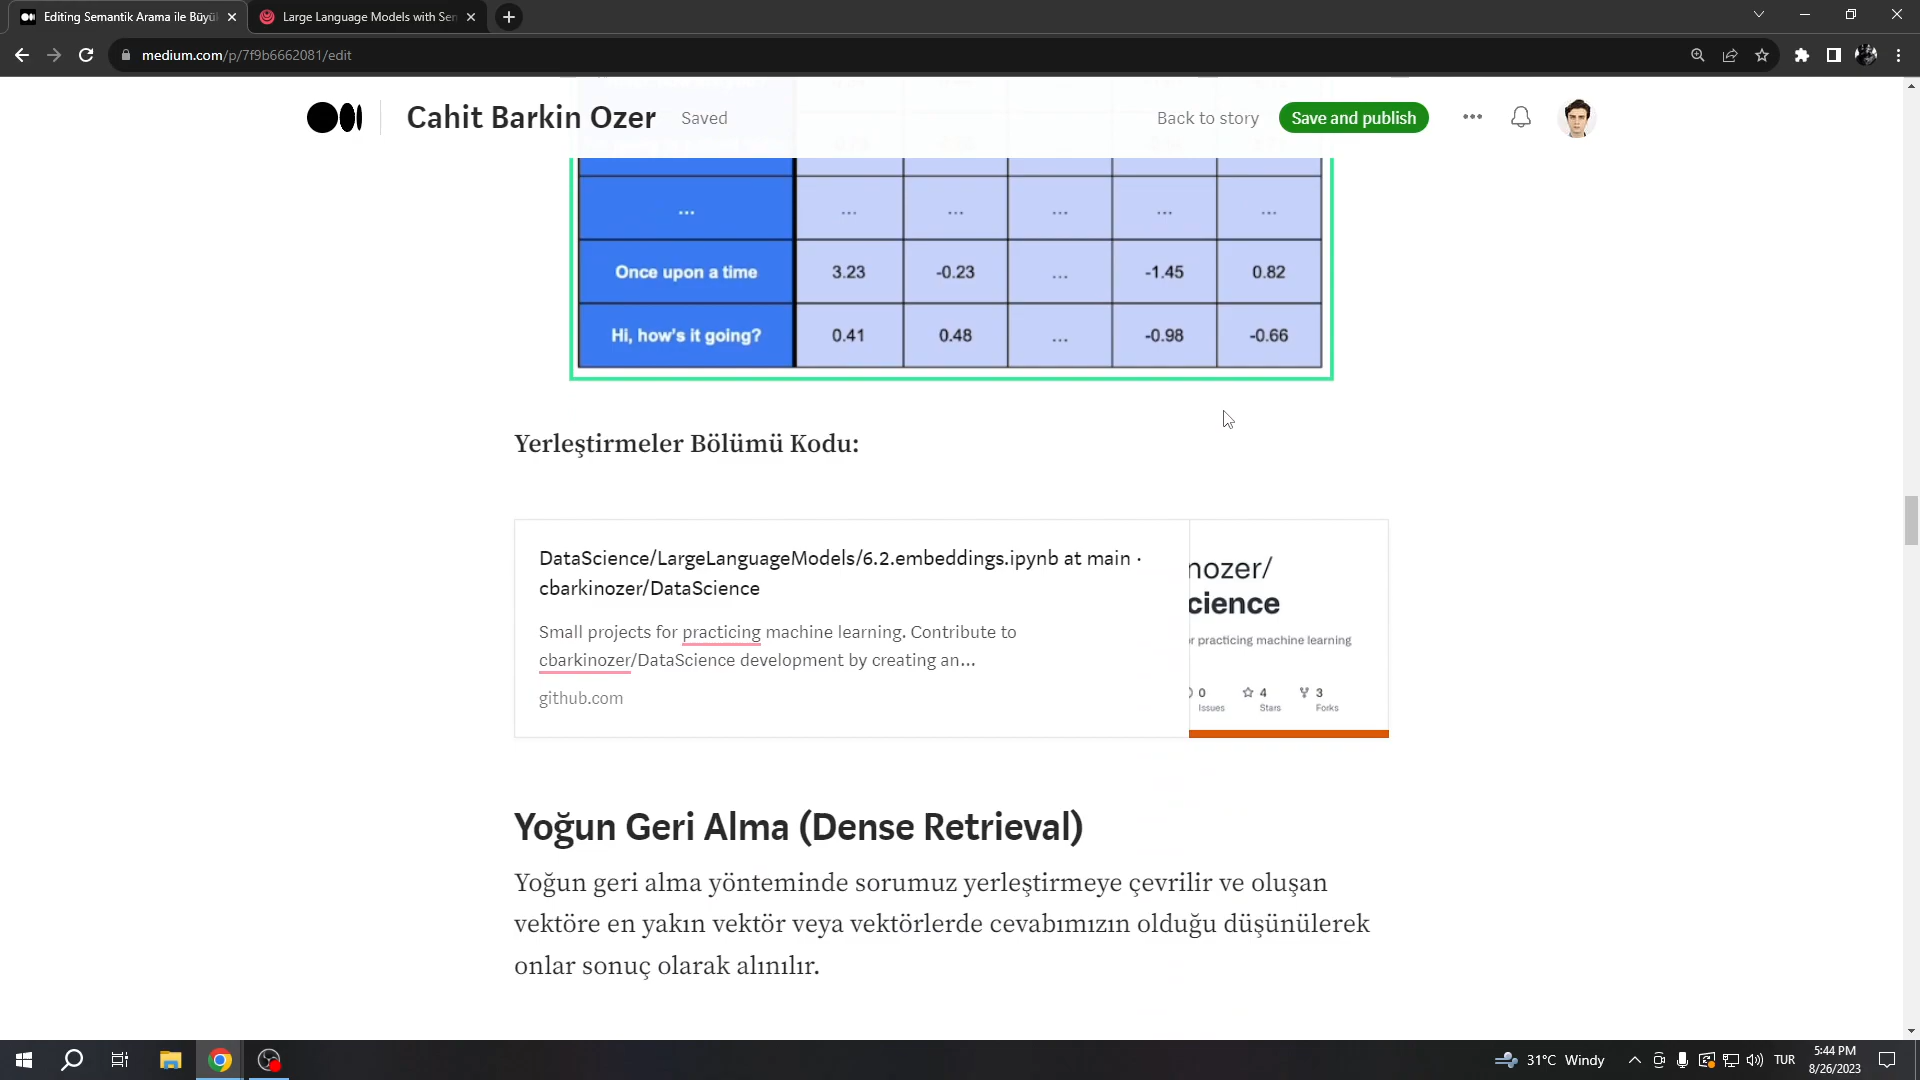 Editing Semantik Arama ile Büyü
Large Language Models with Sem
medium.com/p/7f9b6662081/edit
Cahit Barkin Ozer
Saved
Back to story
Save and publish
... ... ... ... ... ...
Once upon a time 3.23 -0.23 ... -1.45 0.82
Hi, how's it going? 0.41 0.48 ... -0.98 -0.66
Yerleştirmeler Bölümü Kodu:
DataScience/LargeLanguageModels/6.2.embeddings.ipynb at main ·
cbarkinozer/DataScience
Small projects for practicing machine learning. Contribute to
cbarkinozer/DataScience development by creating an...
github.com
nozer/
cience
r practicing machine learning
0 4 3
Issues Stars Forks
Yoğun Geri Alma (Dense Retrieval)
Yoğun geri alma yönteminde sorumuz yerleştirmeye çevrilir ve oluşan
vektöre en yakın vektör veya vektörlerde cevabımızın olduğu düşünülerek
onlar sonuç olarak alınılır.
31°C Windy
TUR
5:44 PM
8/26/2023